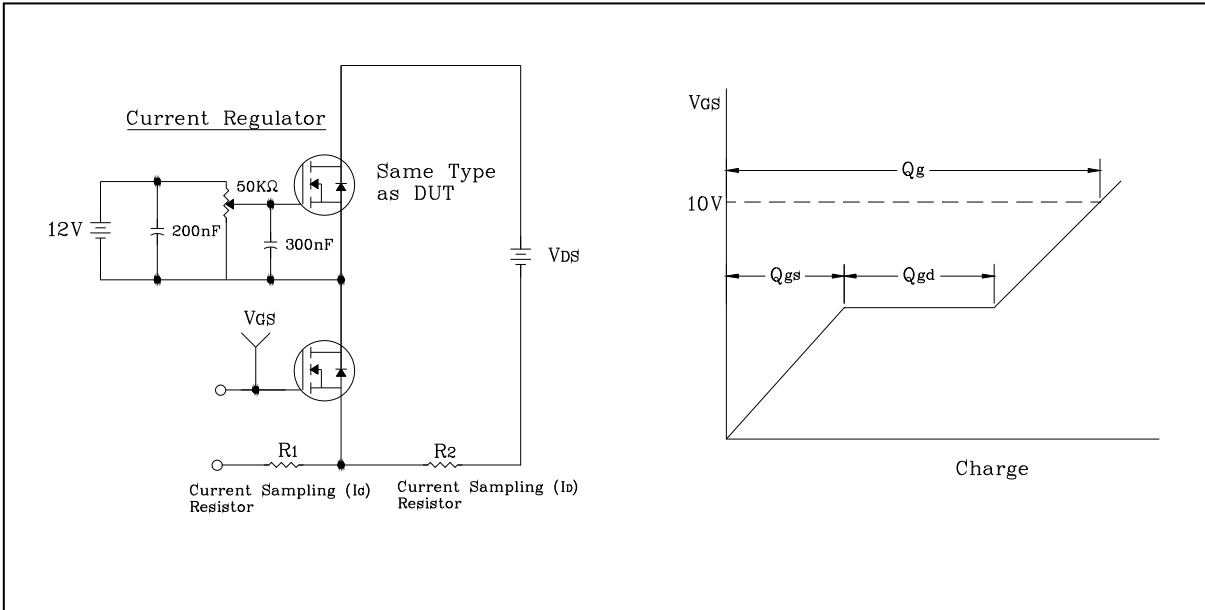 Current Regulator
Same Type
as DUT
50KΩ
12V
200nF
300nF
VDS
VGS
R1
R2
Current Sampling (IG)
Resistor
Current Sampling (ID)
Resistor
VGS
Qg
10V
Qgs
Qgd
Charge